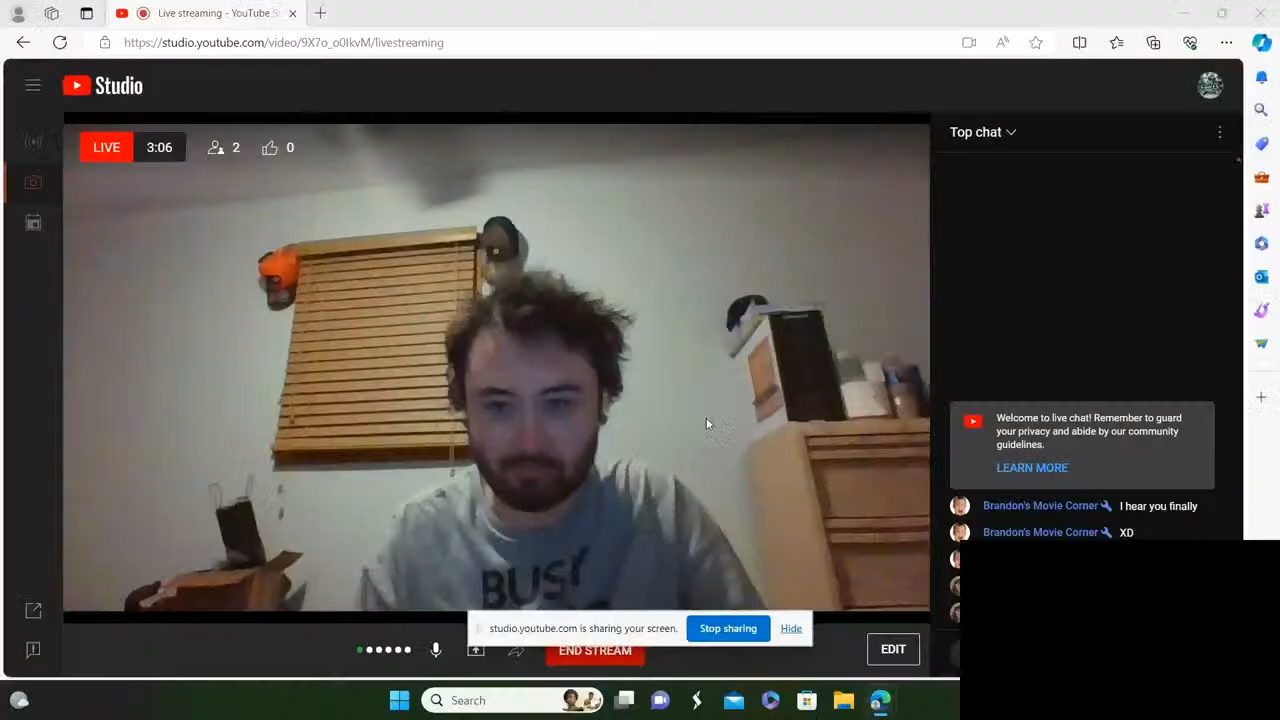 Live streaming - YouTube S
https://studio.youtube.com/video/9X7o_o0IkvM/livestreaming
Studio
LIVE 3:06 2 0
Top chat
Welcome to live chat! Remember to guard
your privacy and abide by our community
guidelines.
LEARN MORE
Brandon's Movie Corner I hear you finally
Brandon's Movie Corner XD
BUSY
studio.youtube.com is sharing your screen. Stop sharing Hide
END STREAM
EDIT
Search